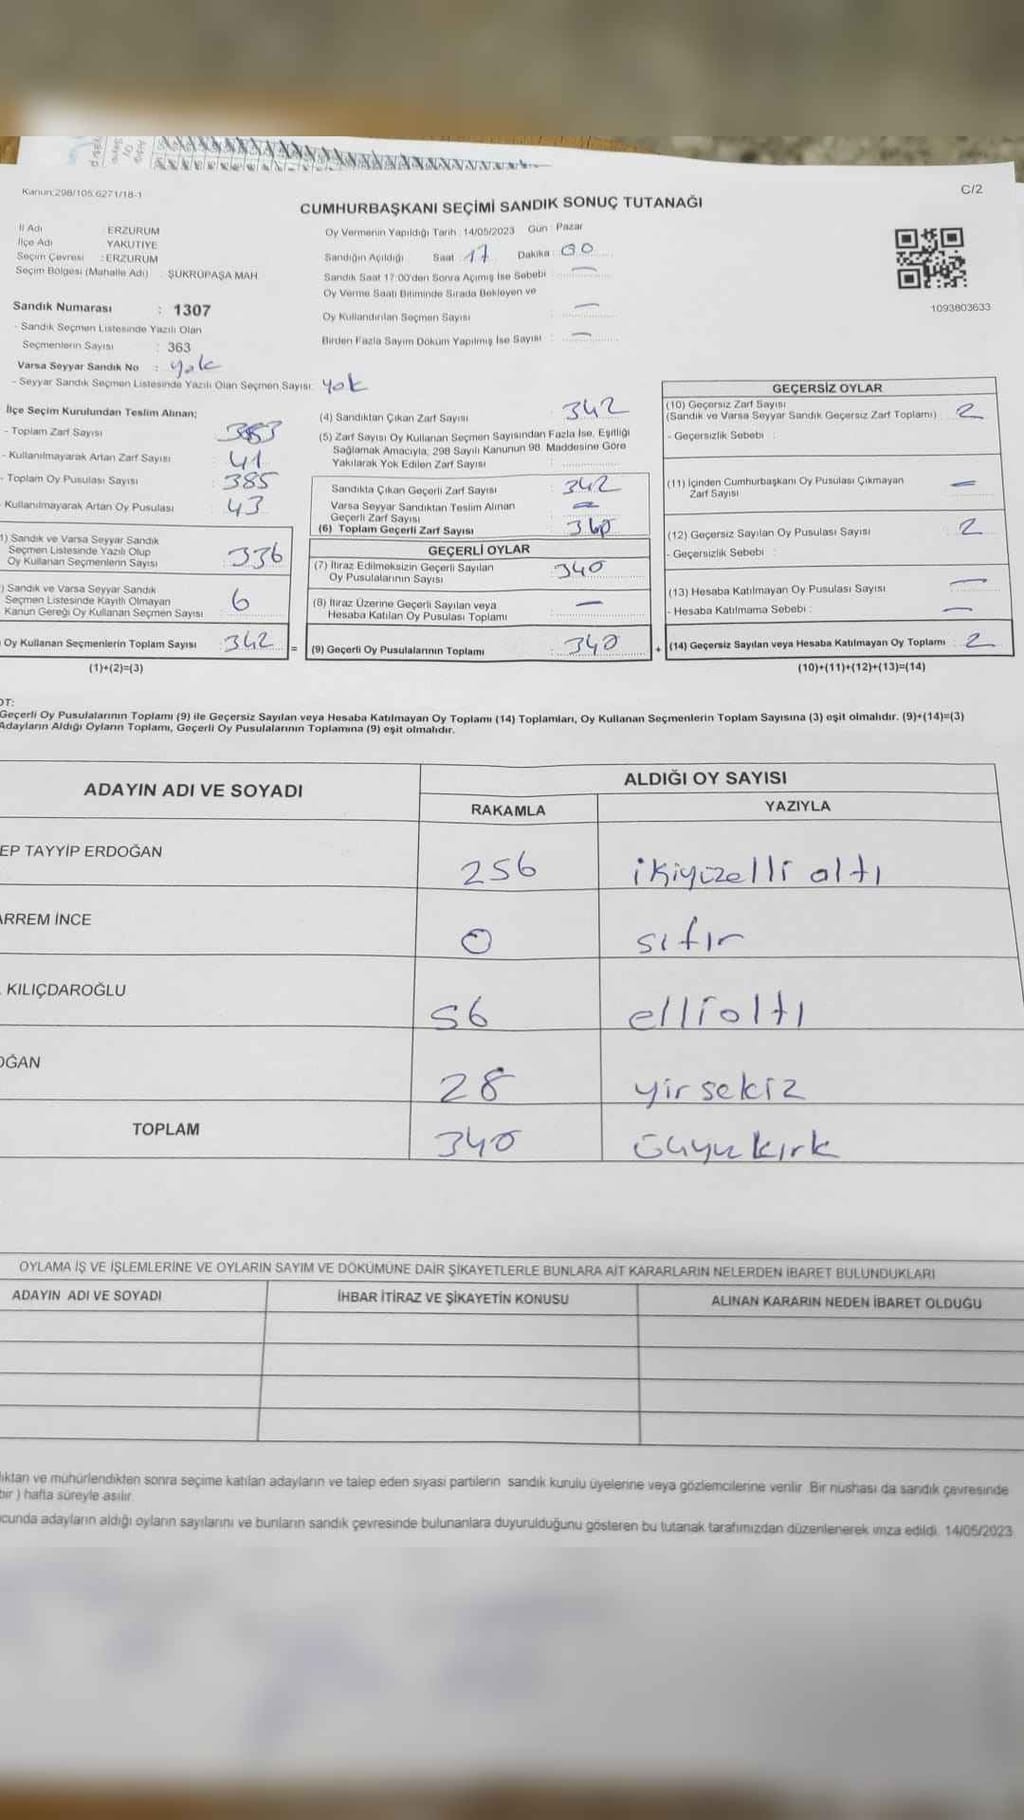 Kanun:298/105.6271/18-1
C/2
CUMHURBAŞKANI SEÇİMİ SANDIK SONUÇ TUTANAĞI
İl Adı ERZURUM
İlçe Adı YAKUTİYE
Seçim Çevresi : ERZURUM
Seçim Bölgesi (Mahalle Adı) : ŞÜKRÜPAŞA MAH.
Oy Vermenin Yapıldığı Tarih : 14/05/2023 Gün : Pazar
Sandığın Açıldığı Saat : 17 Dakika : 00
Sandık Saat 17:00'den Sonra Açımış İse Sebebi : —
Oy Verme Saati Bitiminde Sırada Bekleyen ve
Oy Kullandırılan Seçmen Sayısı : —
Birden Fazla Sayım Döküm Yapılmış İse Sayısı : —
1093803633
Sandık Numarası : 1307
- Sandık Seçmen Listesinde Yazılı Olan
Seçmenlerin Sayısı : 363
Varsa Seyyar Sandık No : yok
- Seyyar Sandık Seçmen Listesinde Yazılı Olan Seçmen Sayısı: yok
İlçe Seçim Kurulundan Teslim Alınan;
- Toplam Zarf Sayısı : 383
- Kullanılmayarak Artan Zarf Sayısı : 41
- Toplam Oy Pusulası Sayısı : 385
- Kullanılmayarak Artan Oy Pusulası : 43
1) Sandık ve Varsa Seyyar Sandık
Seçmen Listesinde Yazılı Olup
Oy Kullanan Seçmenlerin Sayısı : 336
) Sandık ve Varsa Seyyar Sandık
Seçmen Listesinde Kayıtlı Olmayan
Kanun Gereği Oy Kullanan Seçmen Sayısı : 6
Oy Kullanan Seçmenlerin Toplam Sayısı : 342 =
(1)+(2)=(3)
(4) Sandıktan Çıkan Zarf Sayısı : 342
(5) Zarf Sayısı Oy Kullanan Seçmen Sayısından Fazla İse, Eşitliği
Sağlamak Amacıyla; 298 Sayılı Kanunun 98. Maddesine Göre
Yakılarak Yok Edilen Zarf Sayısı
Sandıkta Çıkan Geçerli Zarf Sayısı : 342
Varsa Seyyar Sandıktan Teslim Alınan
Geçerli Zarf Sayısı : —
(6) Toplam Geçerli Zarf Sayısı : 340
GEÇERLİ OYLAR
(7) İtiraz Edilmeksizin Geçerli Sayılan
Oy Pusulalarının Sayısı : 340
(8) İtiraz Üzerine Geçerli Sayılan veya
Hesaba Katılan Oy Pusulası Toplamı : —
(9) Geçerli Oy Pusulalarının Toplamı : 340 +
GEÇERSİZ OYLAR
(10) Geçersiz Zarf Sayısı
(Sandık ve Varsa Seyyar Sandık Geçersiz Zarf Toplamı) : 2
- Geçersizlik Sebebi :
(11) İçinden Cumhurbaşkanı Oy Pusulası Çıkmayan
Zarf Sayısı : —
(12) Geçersiz Sayılan Oy Pusulası Sayısı : 2
- Geçersizlik Sebebi :
(13) Hesaba Katılmayan Oy Pusulası Sayısı : —
- Hesaba Katılmama Sebebi : —
(14) Geçersiz Sayılan veya Hesaba Katılmayan Oy Toplamı : 2
(10)+(11)+(12)+(13)=(14)
OT:
Geçerli Oy Pusulalarının Toplamı (9) ile Geçersiz Sayılan veya Hesaba Katılmayan Oy Toplamı (14) Toplamları, Oy Kullanan Seçmenlerin Toplam Sayısına (3) eşit olmalıdır. (9)+(14)=(3)
Adayların Aldığı Oyların Toplamı, Geçerli Oy Pusulalarının Toplamına (9) eşit olmalıdır.
ADAYIN ADI VE SOYADI
ALDIĞI OY SAYISI
RAKAMLA YAZIYLA
EP TAYYİP ERDOĞAN 256 ikiyüzelli altı
ARREM İNCE 0 sıfır
KILIÇDAROĞLU 56 ellialtı
OĞAN 28 yirsekiz
TOPLAM 340 üçyü kırk
OYLAMA İŞ VE İŞLEMLERİNE VE OYLARIN SAYIM VE DÖKÜMÜNE DAİR ŞİKAYETLERLE BUNLARA AİT KARARLARIN NELERDEN İBARET BULUNDUKLARI
ADAYIN ADI VE SOYADI İHBAR İTİRAZ VE ŞİKAYETİN KONUSU ALINAN KARARIN NEDEN İBARET OLDUĞU
lıktan ve mühürlendikten sonra seçime katılan adayların ve talep eden siyasi partilerin sandık kurulu üyelerine veya gözlemcilerine verilir. Bir nüshası da sandık çevresinde
bir ) hafta süreyle asılır.
cunda adayların aldığı oyların sayılarını ve bunların sandık çevresinde bulunanlara duyurulduğunu gösteren bu tutanak tarafımızdan düzenlenerek imza edildi. 14/05/2023